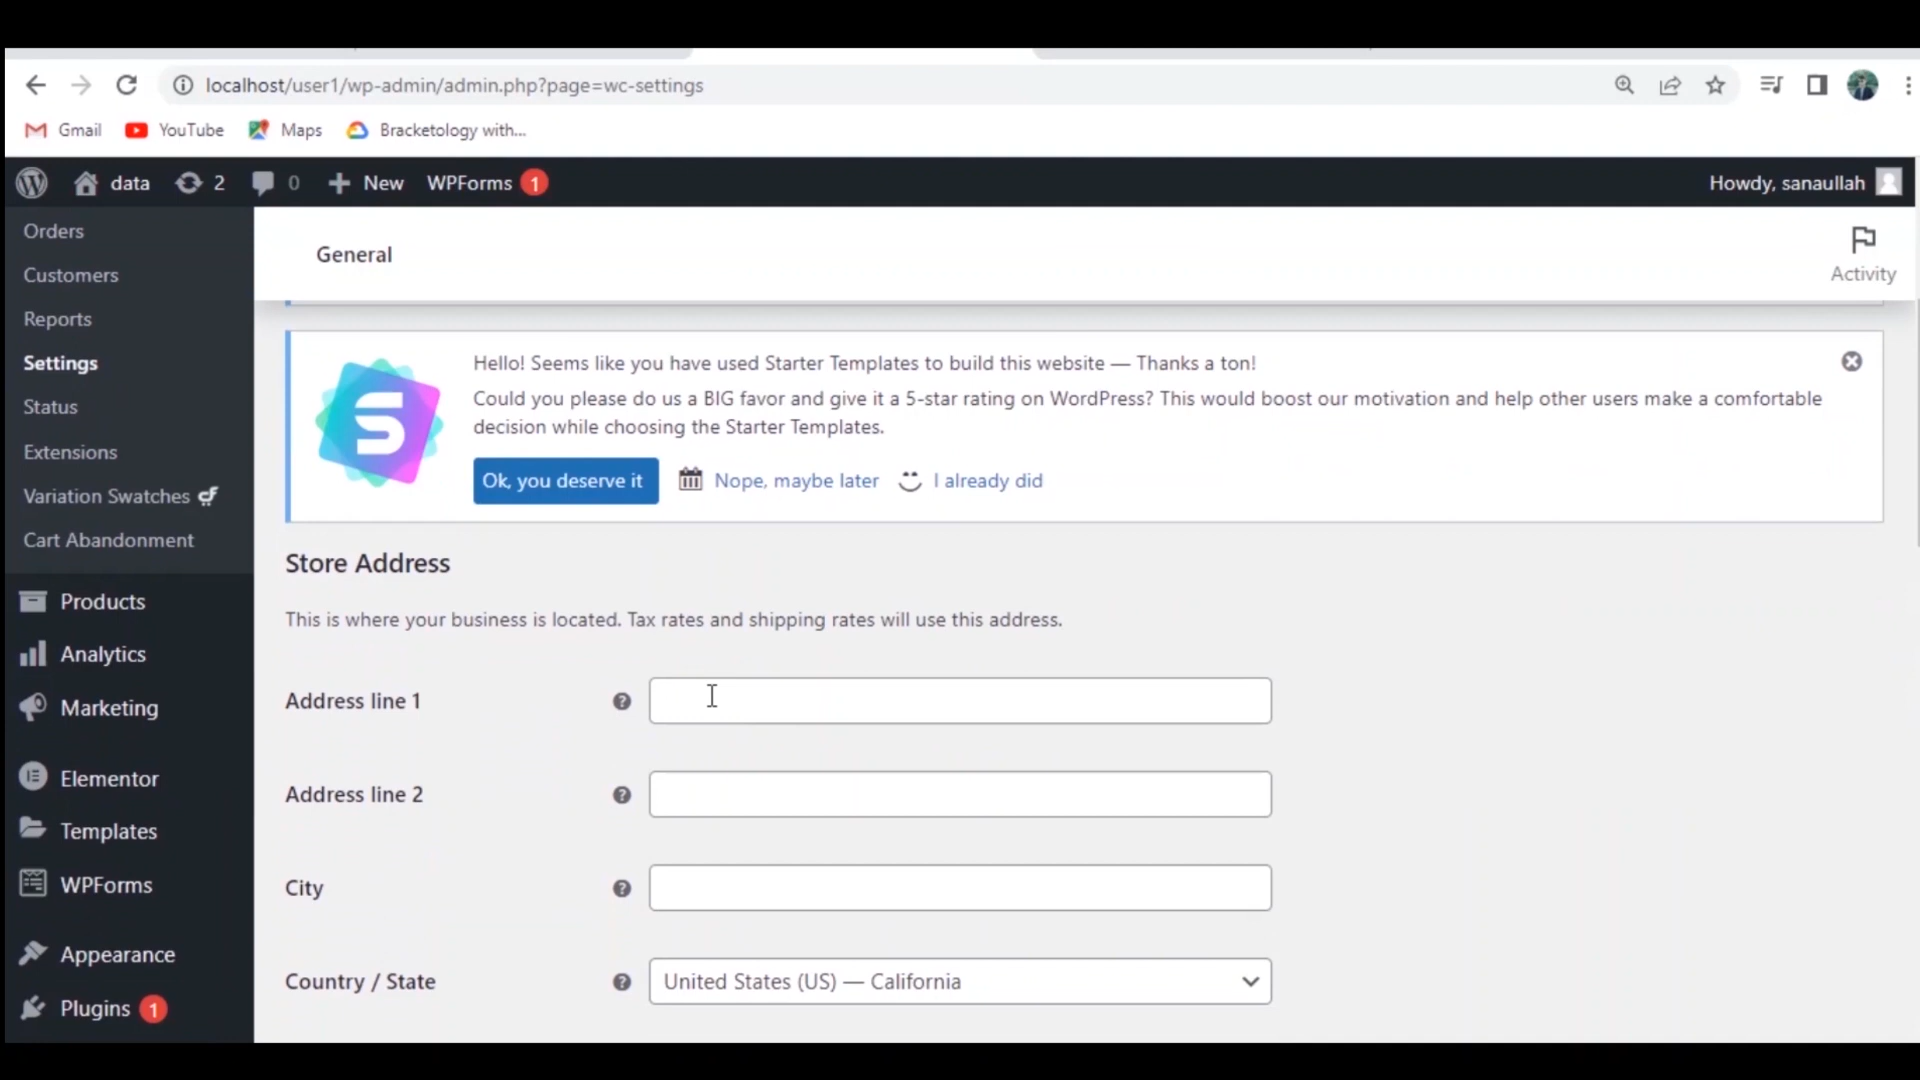 localhost/user1/wp-admin/admin.php?page=wc-settings
Gmail YouTube Maps Bracketology with...
data 2 0 New WPForms 1 Howdy, sanaullah
Orders
Customers
Reports
Settings
Status
Extensions
Variation Swatches
Cart Abandonment
Products
Analytics
Marketing
Elementor
Templates
WPForms
Appearance
Plugins 1
General
Activity
Hello! Seems like you have used Starter Templates to build this website — Thanks a ton!
Could you please do us a BIG favor and give it a 5-star rating on WordPress? This would boost our motivation and help other users make a comfortable
decision while choosing the Starter Templates.
Ok, you deserve it Nope, maybe later I already did
Store Address
This is where your business is located. Tax rates and shipping rates will use this address.
Address line 1
Address line 2
City
Country / State United States (US) — California